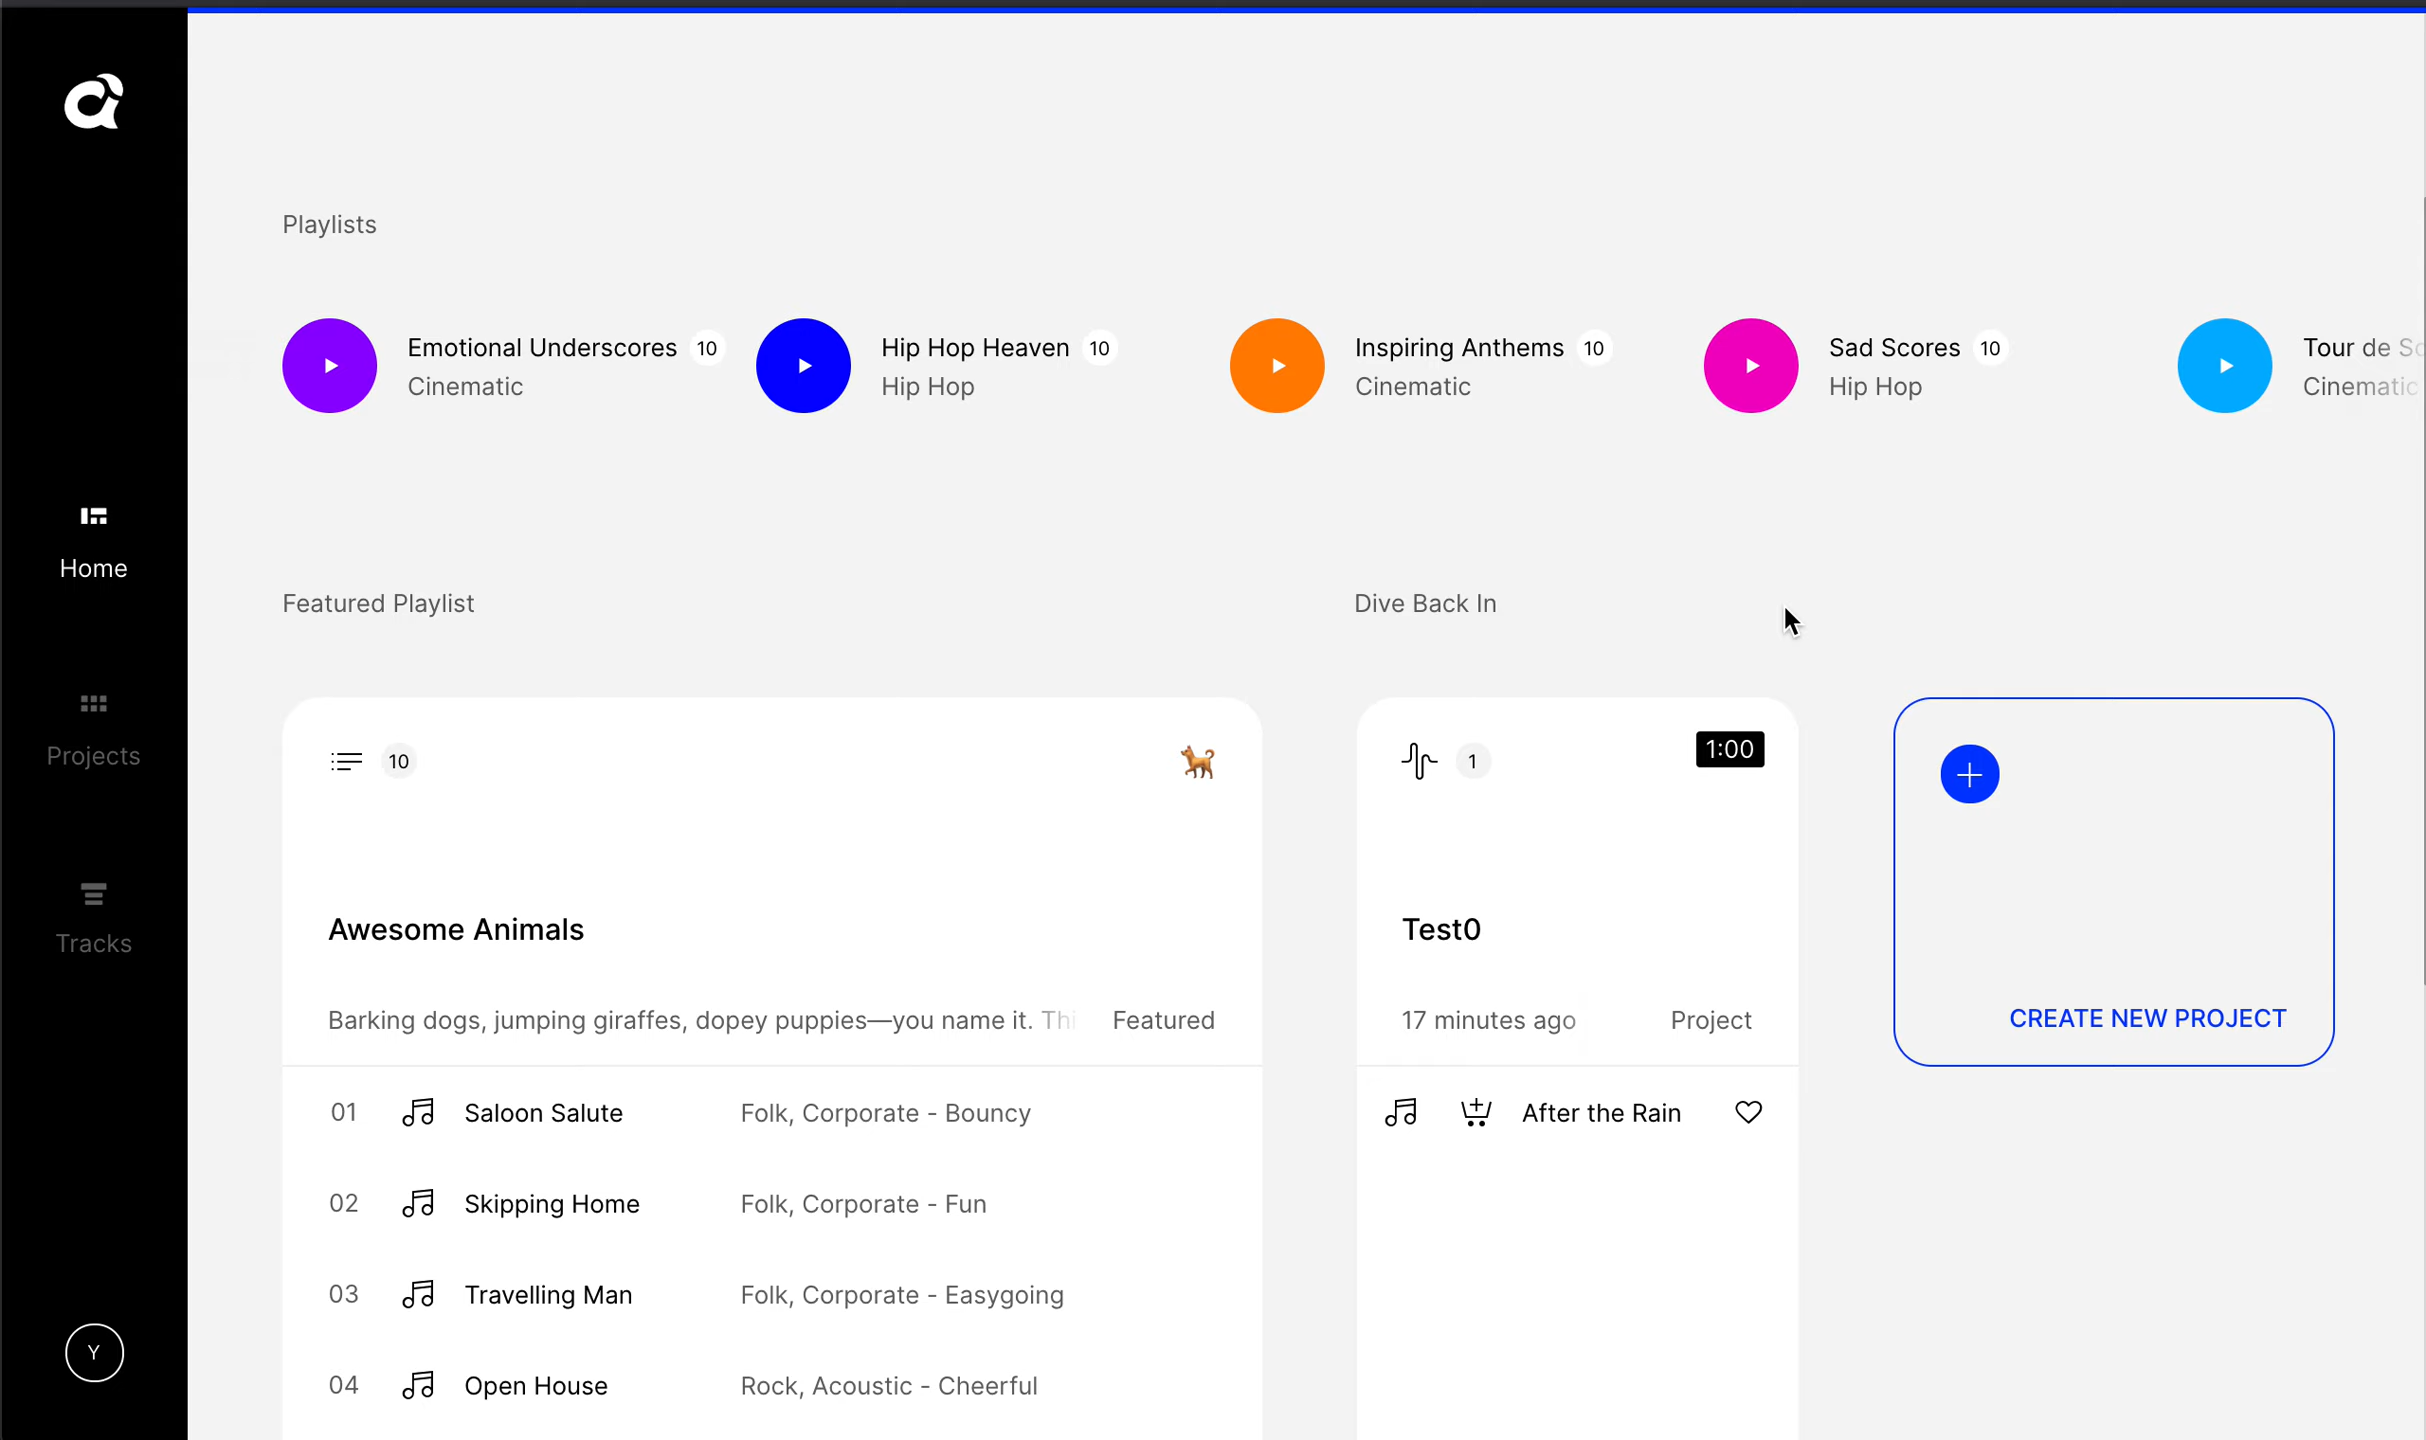 Playlists
Emotional Underscores 10
Cinematic
Hip Hop Heaven 10
Hip Hop
Inspiring Anthems 10
Cinematic
Sad Scores 10
Hip Hop
Tour de Sc
Cinematic
Home
Projects
Tracks
Y
Featured Playlist
10
Awesome Animals
Barking dogs, jumping giraffes, dopey puppies—you name it. Thi
Featured
01 Saloon Salute Folk, Corporate - Bouncy
02 Skipping Home Folk, Corporate - Fun
03 Travelling Man Folk, Corporate - Easygoing
04 Open House Rock, Acoustic - Cheerful
Dive Back In
1
1:00
Test0
17 minutes ago Project
After the Rain
CREATE NEW PROJECT